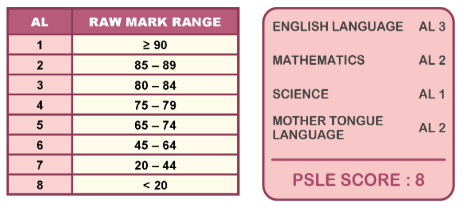 AL RAW MARK RANGE
1 ≥ 90
2 85 – 89
3 80 – 84
4 75 – 79
5 65 – 74
6 45 – 64
7 20 – 44
8 < 20
ENGLISH LANGUAGE AL 3
MATHEMATICS AL 2
SCIENCE AL 1
MOTHER TONGUE
LANGUAGE AL 2
PSLE SCORE : 8